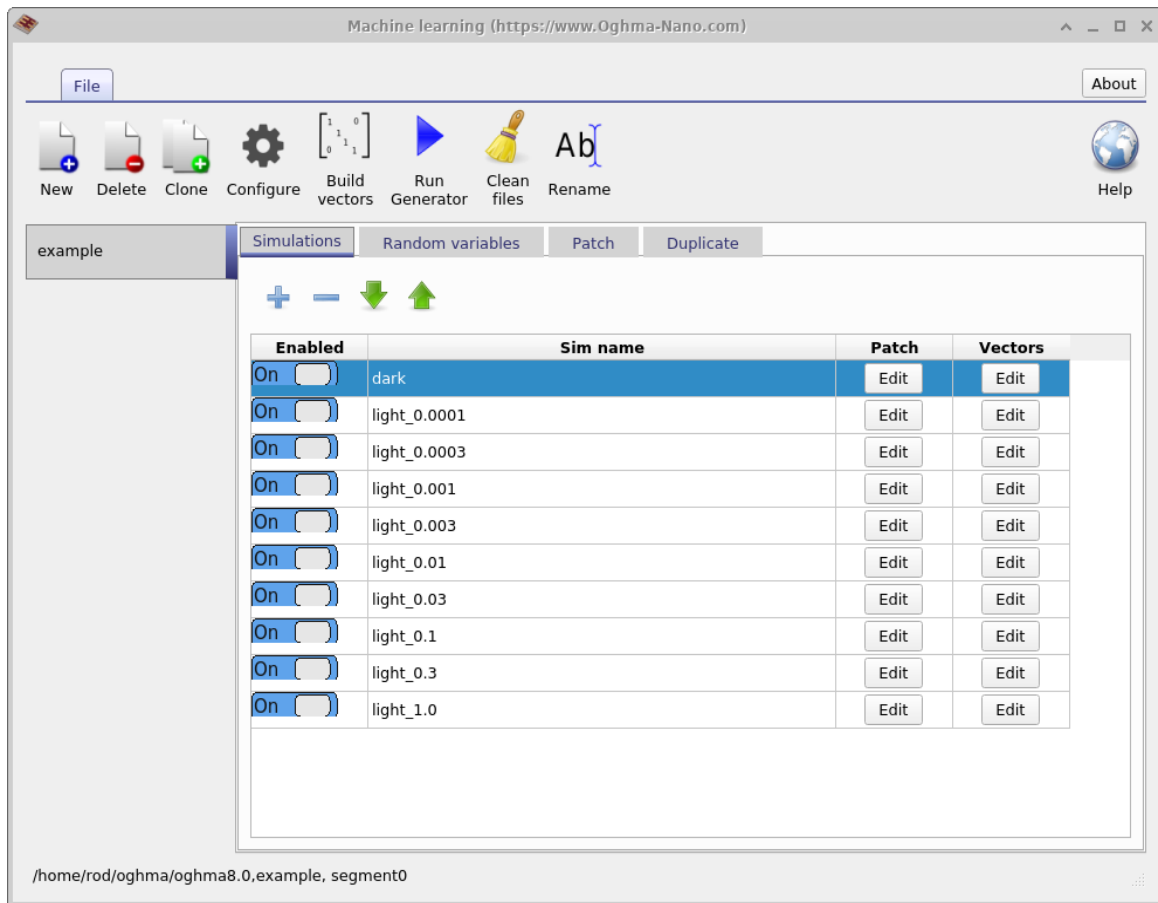 Machine learning (https://www.Oghma-Nano.com)
File
About
New
Delete
Clone
Configure
Build
vectors
Run
Generator
Clean
files
Ab
Rename
Help
example
Simulations
Random variables
Patch
Duplicate
Enabled Sim name Patch Vectors
On dark Edit Edit
On light_0.0001 Edit Edit
On light_0.0003 Edit Edit
On light_0.001 Edit Edit
On light_0.003 Edit Edit
On light_0.01 Edit Edit
On light_0.03 Edit Edit
On light_0.1 Edit Edit
On light_0.3 Edit Edit
On light_1.0 Edit Edit
/home/rod/oghma/oghma8.0,example, segment0